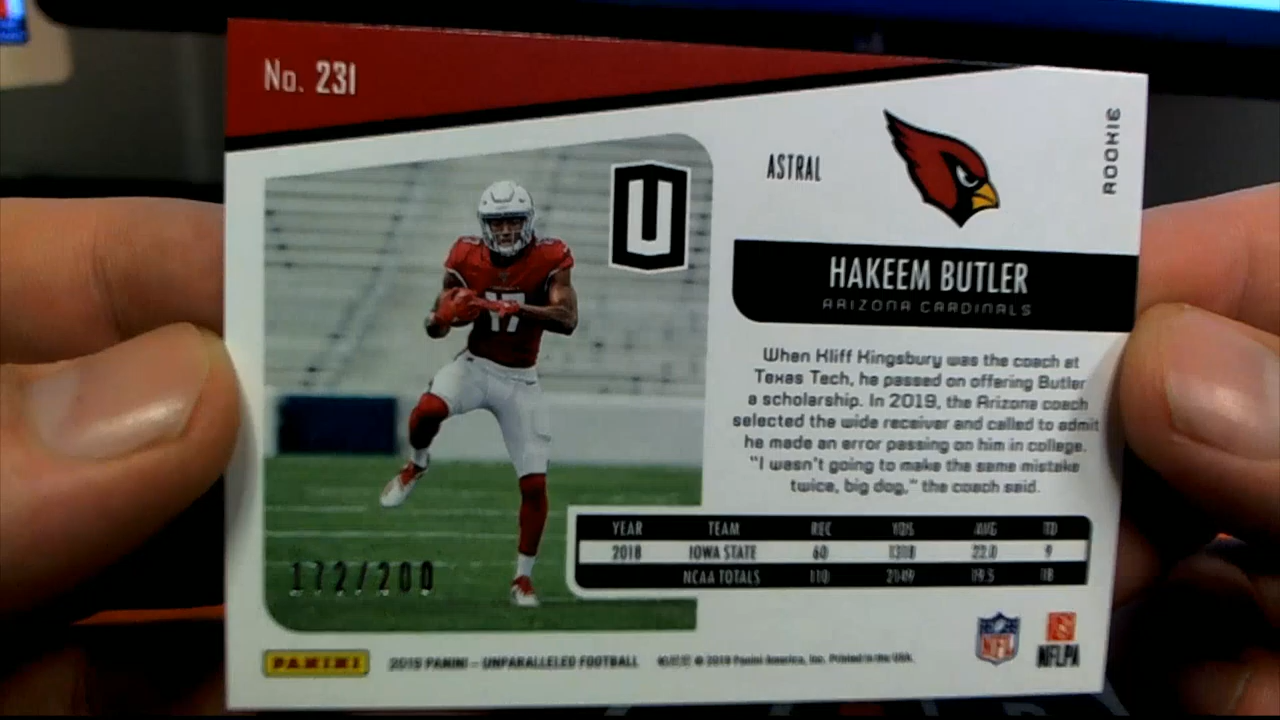 No. 231
ROOKIE
ASTRAL
U
HAKEEM BUTLER
ARIZONA CARDINALS
17
When Kliff Kingsbury was the coach at
Texas Tech, he passed on offering Butler
a scholarship. In 2019, the Arizona coach
selected the wide receiver and called to admit
he made an error passing on him in college.
"I wasn't going to make the same mistake
twice, big dog," the coach said.
YEAR TEAM REC YDS AVG TD
2018 IOWA STATE 60 1318 22.0 9
NCAA TOTALS 110 2149 19.5 18
172/200
NFL
NFLPA
PANINI
2019 PANINI – UNPARALLELED FOOTBALL
© 2019 Panini America, Inc. Printed in the USA.